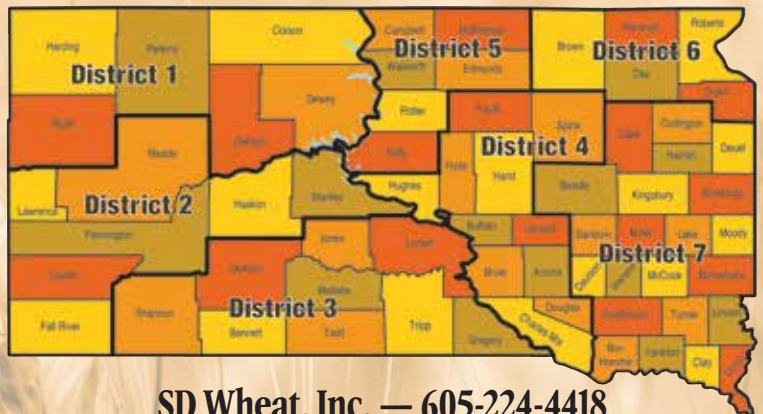 Harding
Perkins
Corson
Campbell
McPherson
Marshall
Roberts
District 1
District 5
Brown
District 6
Walworth
Edmunds
Day
Dewey
Potter
Faulk
Spink
Codington
Grant
Butte
Ziebach
Meade
Sully
Hyde
Hand
District 4
Clark
Hamlin
Deuel
Lawrence
District 2
Haakon
Stanley
Hughes
Beadle
Kingsbury
Brookings
Pennington
Jones
Lyman
Buffalo
Jerauld
Sanborn
Miner
Lake
Moody
Custer
Jackson
Mellette
Brule
Aurora
Davison
Hanson
District 7
McCook
Minnehaha
Fall River
Shannon
District 3
Bennett
Todd
Tripp
Gregory
Charles Mix
Douglas
Hutchinson
Turner
Lincoln
Bon
Homme
Yankton
Clay
Union
SD Wheat, Inc. — 605-224-4418